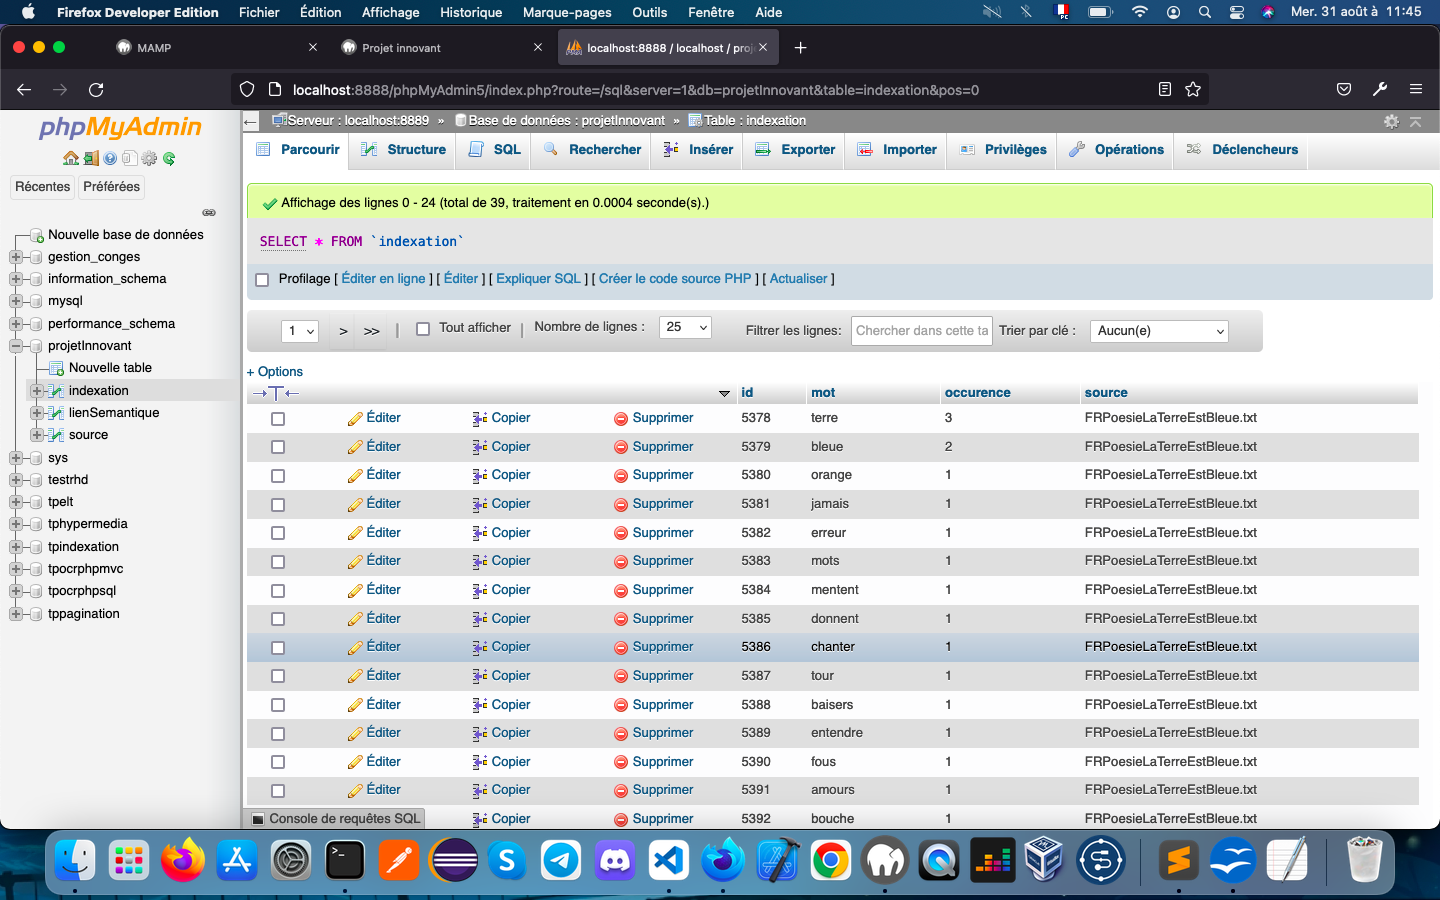 Firefox Developer Edition Fichier Édition Affichage Historique Marque-pages Outils Fenêtre Aide Mer. 31 août à 11:45
MAMP Projet innovant localhost:8888 / localhost / proj
localhost:8888/phpMyAdmin5/index.php?route=/sql&server=1&db=projetInnovant&table=indexation&pos=0
phpMyAdmin
Récentes Préférées
Nouvelle base de données
gestion_conges
information_schema
mysql
performance_schema
projetInnovant
Nouvelle table
indexation
lienSemantique
source
sys
testrhd
tpelt
tphypermedia
tpindexation
tpocrphpmvc
tpocrphpsql
tppagination
Serveur : localhost:8889 » Base de données : projetInnovant » Table : indexation
Parcourir Structure SQL Rechercher Insérer Exporter Importer Privilèges Opérations Déclencheurs
Affichage des lignes 0 - 24 (total de 39, traitement en 0.0004 seconde(s).)
SELECT * FROM `indexation`
Profilage [ Éditer en ligne ] [ Éditer ] [ Expliquer SQL ] [ Créer le code source PHP ] [ Actualiser ]
1 > >> | Tout afficher | Nombre de lignes : 25 Filtrer les lignes: Chercher dans cette ta Trier par clé : Aucun(e)
+ Options
id mot occurence source
Éditer Copier Supprimer 5378 terre 3 FRPoesieLaTerreEstBleue.txt
Éditer Copier Supprimer 5379 bleue 2 FRPoesieLaTerreEstBleue.txt
Éditer Copier Supprimer 5380 orange 1 FRPoesieLaTerreEstBleue.txt
Éditer Copier Supprimer 5381 jamais 1 FRPoesieLaTerreEstBleue.txt
Éditer Copier Supprimer 5382 erreur 1 FRPoesieLaTerreEstBleue.txt
Éditer Copier Supprimer 5383 mots 1 FRPoesieLaTerreEstBleue.txt
Éditer Copier Supprimer 5384 mentent 1 FRPoesieLaTerreEstBleue.txt
Éditer Copier Supprimer 5385 donnent 1 FRPoesieLaTerreEstBleue.txt
Éditer Copier Supprimer 5386 chanter 1 FRPoesieLaTerreEstBleue.txt
Éditer Copier Supprimer 5387 tour 1 FRPoesieLaTerreEstBleue.txt
Éditer Copier Supprimer 5388 baisers 1 FRPoesieLaTerreEstBleue.txt
Éditer Copier Supprimer 5389 entendre 1 FRPoesieLaTerreEstBleue.txt
Éditer Copier Supprimer 5390 fous 1 FRPoesieLaTerreEstBleue.txt
Éditer Copier Supprimer 5391 amours 1 FRPoesieLaTerreEstBleue.txt
Console de requêtes SQL Copier Supprimer 5392 bouche 1 FRPoesieLaTerreEstBleue.txt